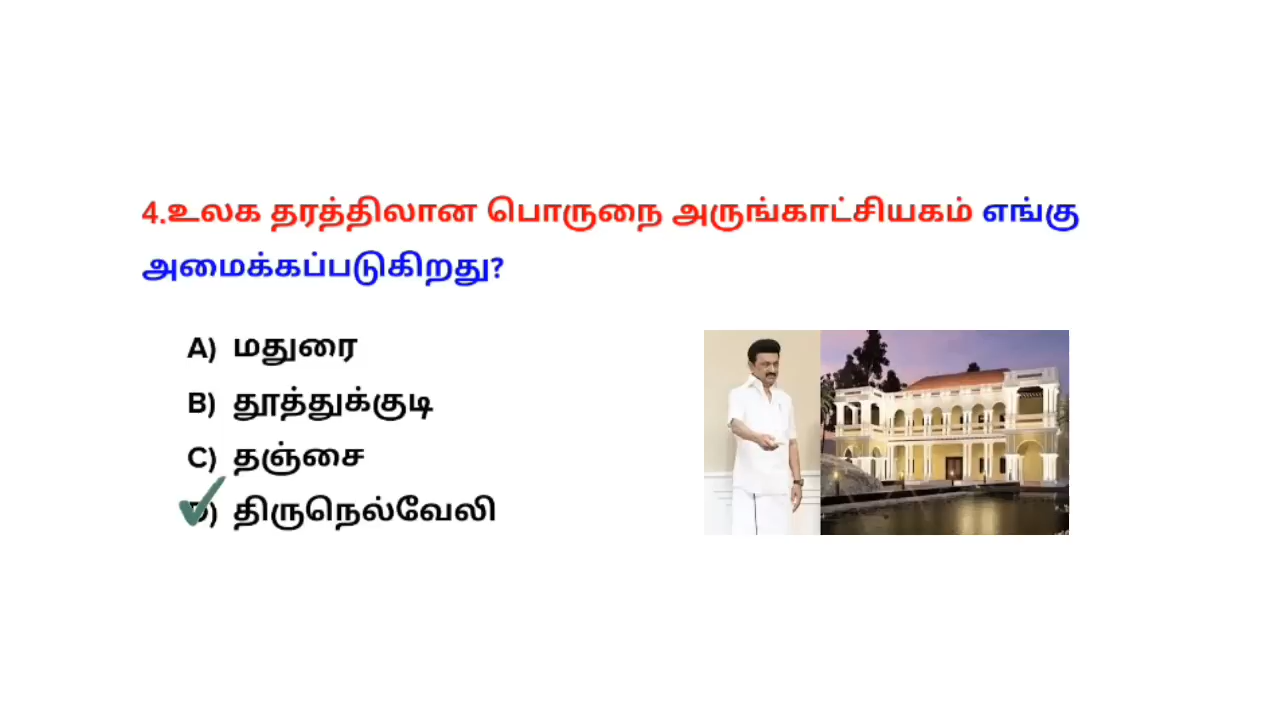 4.உலக தரத்திலான பொருநை அருங்காட்சியகம் எங்கு
அமைக்கப்படுகிறது?
A) மதுரை
B) தூத்துக்குடி
C) தஞ்சை
D) திருநெல்வேலி